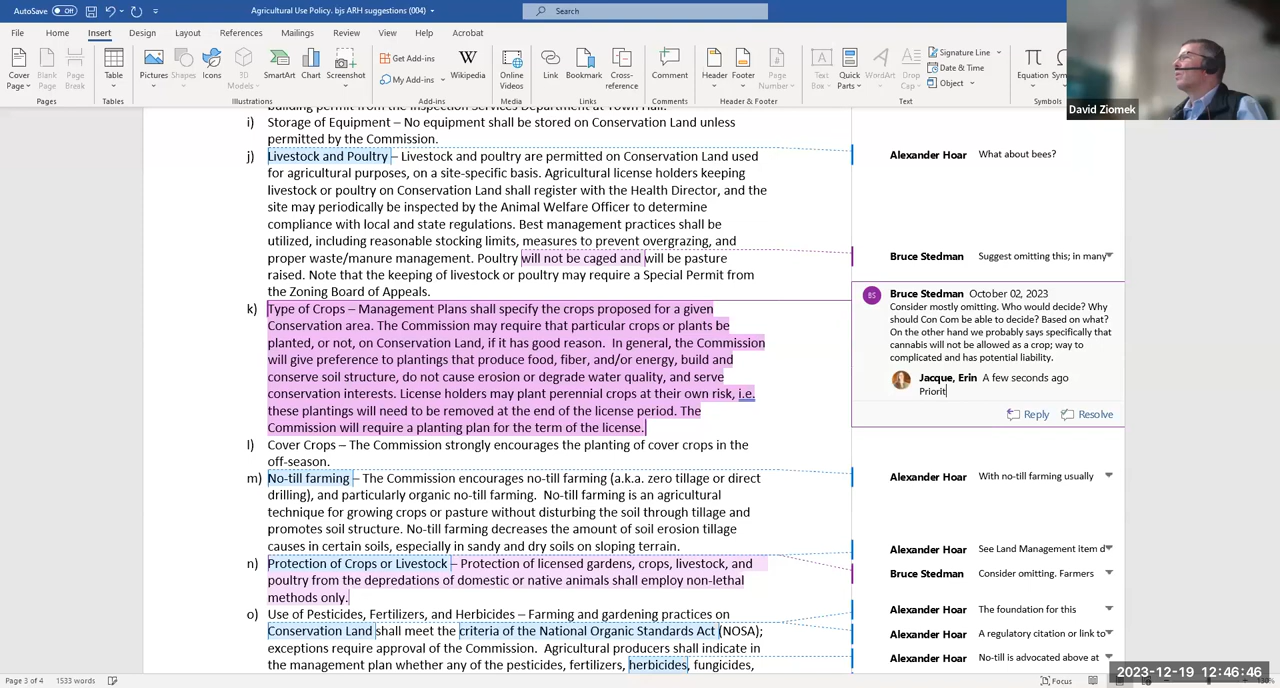 AutoSave Off
Agricultural Use Policy. bjs ARH suggestions (004)
Search
File Home Insert Design Layout References Mailings Review View Help Acrobat
Cover Page
Blank Page
Page Break
Pages
Table
Tables
Pictures
Shapes
Icons
3D Models
SmartArt
Chart
Screenshot
Illustrations
Get Add-ins
My Add-ins
Wikipedia
Add-ins
Online Videos
Media
Link
Bookmark
Cross-reference
Links
Comment
Comments
Header
Footer
Page Number
Header & Footer
Text Box
Quick Parts
WordArt
Drop Cap
Signature Line
Date & Time
Object
Text
Equation
Symbols
David Ziomek
building permit from the Inspection Services Department at Town Hall.
i) Storage of Equipment – No equipment shall be stored on Conservation Land unless
permitted by the Commission.
j) Livestock and Poultry – Livestock and poultry are permitted on Conservation Land used
for agricultural purposes, on a site-specific basis. Agricultural license holders keeping
livestock or poultry on Conservation Land shall register with the Health Director, and the
site may periodically be inspected by the Animal Welfare Officer to determine
compliance with local and state regulations. Best management practices shall be
utilized, including reasonable stocking limits, measures to prevent overgrazing, and
proper waste/manure management. Poultry will not be caged and will be pasture
raised. Note that the keeping of livestock or poultry may require a Special Permit from
the Zoning Board of Appeals.
k) Type of Crops – Management Plans shall specify the crops proposed for a given
Conservation area. The Commission may require that particular crops or plants be
planted, or not, on Conservation Land, if it has good reason. In general, the Commission
will give preference to plantings that produce food, fiber, and/or energy, build and
conserve soil structure, do not cause erosion or degrade water quality, and serve
conservation interests. License holders may plant perennial crops at their own risk, i.e.
these plantings will need to be removed at the end of the license period. The
Commission will require a planting plan for the term of the license.
l) Cover Crops – The Commission strongly encourages the planting of cover crops in the
off-season.
m) No-till farming – The Commission encourages no-till farming (a.k.a. zero tillage or direct
drilling), and particularly organic no-till farming. No-till farming is an agricultural
technique for growing crops or pasture without disturbing the soil through tillage and
promotes soil structure. No-till farming decreases the amount of soil erosion tillage
causes in certain soils, especially in sandy and dry soils on sloping terrain.
n) Protection of Crops or Livestock – Protection of licensed gardens, crops, livestock, and
poultry from the depredations of domestic or native animals shall employ non-lethal
methods only.
o) Use of Pesticides, Fertilizers, and Herbicides – Farming and gardening practices on
Conservation Land shall meet the criteria of the National Organic Standards Act (NOSA);
exceptions require approval of the Commission. Agricultural producers shall indicate in
the management plan whether any of the pesticides, fertilizers, herbicides, fungicides,
Alexander Hoar What about bees?
Bruce Stedman Suggest omitting this; in many
BS
Bruce Stedman October 02, 2023
Consider mostly omitting. Who would decide? Why
should Con Com be able to decide? Based on what?
On the other hand we probably says specifically that
cannabis will not be allowed as a crop; way to
complicated and has potential liability.
Jacque, Erin A few seconds ago
Priorit
Reply Resolve
Alexander Hoar With no-till farming usually
Alexander Hoar See Land Management item d
Bruce Stedman Consider omitting. Farmers
Alexander Hoar The foundation for this
Alexander Hoar A regulatory citation or link to
Alexander Hoar No-till is advocated above at
Page 3 of 4 1533 words
Focus
2023-12-19 12:46:46